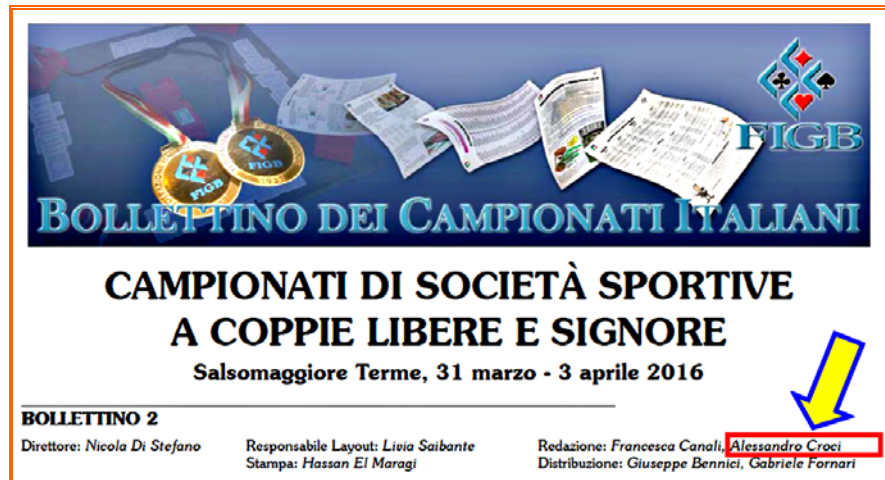 FIGB
FIGB
FIGB
BOLLETTINO DEI CAMPIONATI ITALIANI
CAMPIONATI DI SOCIETÀ SPORTIVE
A COPPIE LIBERE E SIGNORE
Salsomaggiore Terme, 31 marzo - 3 aprile 2016
BOLLETTINO 2
Direttore: Nicola Di Stefano Responsabile Layout: Livia Saibante Redazione: Francesca Canali, Alessandro Croci
Stampa: Hassan El Maragi Distribuzione: Giuseppe Bennici, Gabriele Fornari